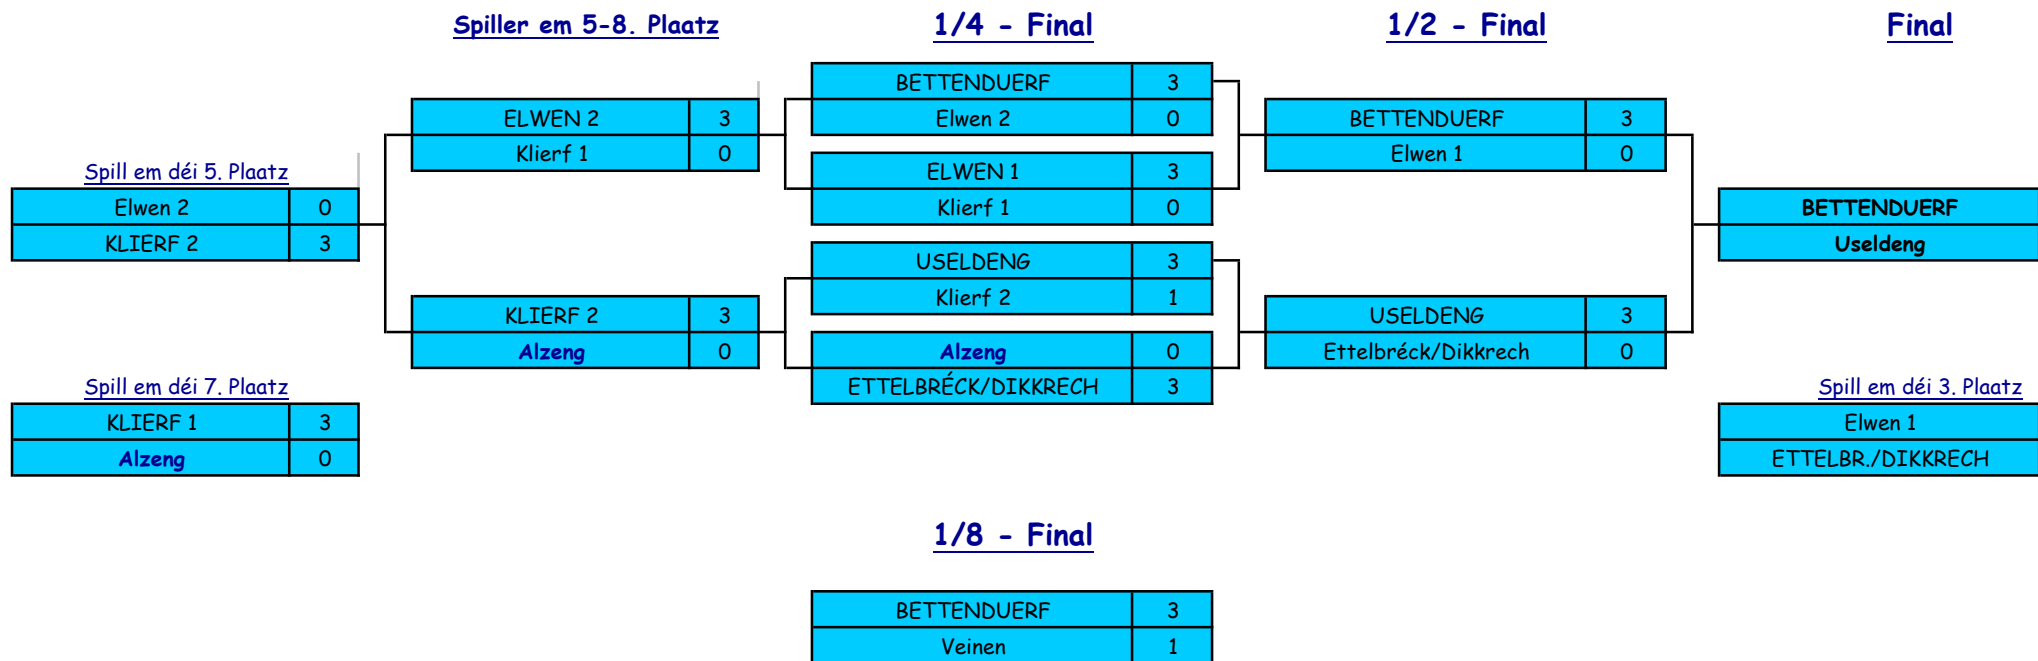 Spiller em 5-8. Plaatz
1/4 - Final
1/2 - Final
Final
BETTENDUERF 3
Elwen 2 0
ELWEN 2 3
Klierf 1 0
BETTENDUERF 3
Elwen 1 0
Spill em déi 5. Plaatz
Elwen 2 0
KLIERF 2 3
ELWEN 1 3
Klierf 1 0
BETTENDUERF
Useldeng
USELDENG 3
Klierf 2 1
KLIERF 2 3
Alzeng 0
USELDENG 3
Ettelbréck/Dikkrech 0
Alzeng 0
ETTELBRÉCK/DIKKRECH 3
Spill em déi 7. Plaatz
KLIERF 1 3
Alzeng 0
Spill em déi 3. Plaatz
Elwen 1
ETTELBR./DIKKRECH
1/8 - Final
BETTENDUERF 3
Veinen 1